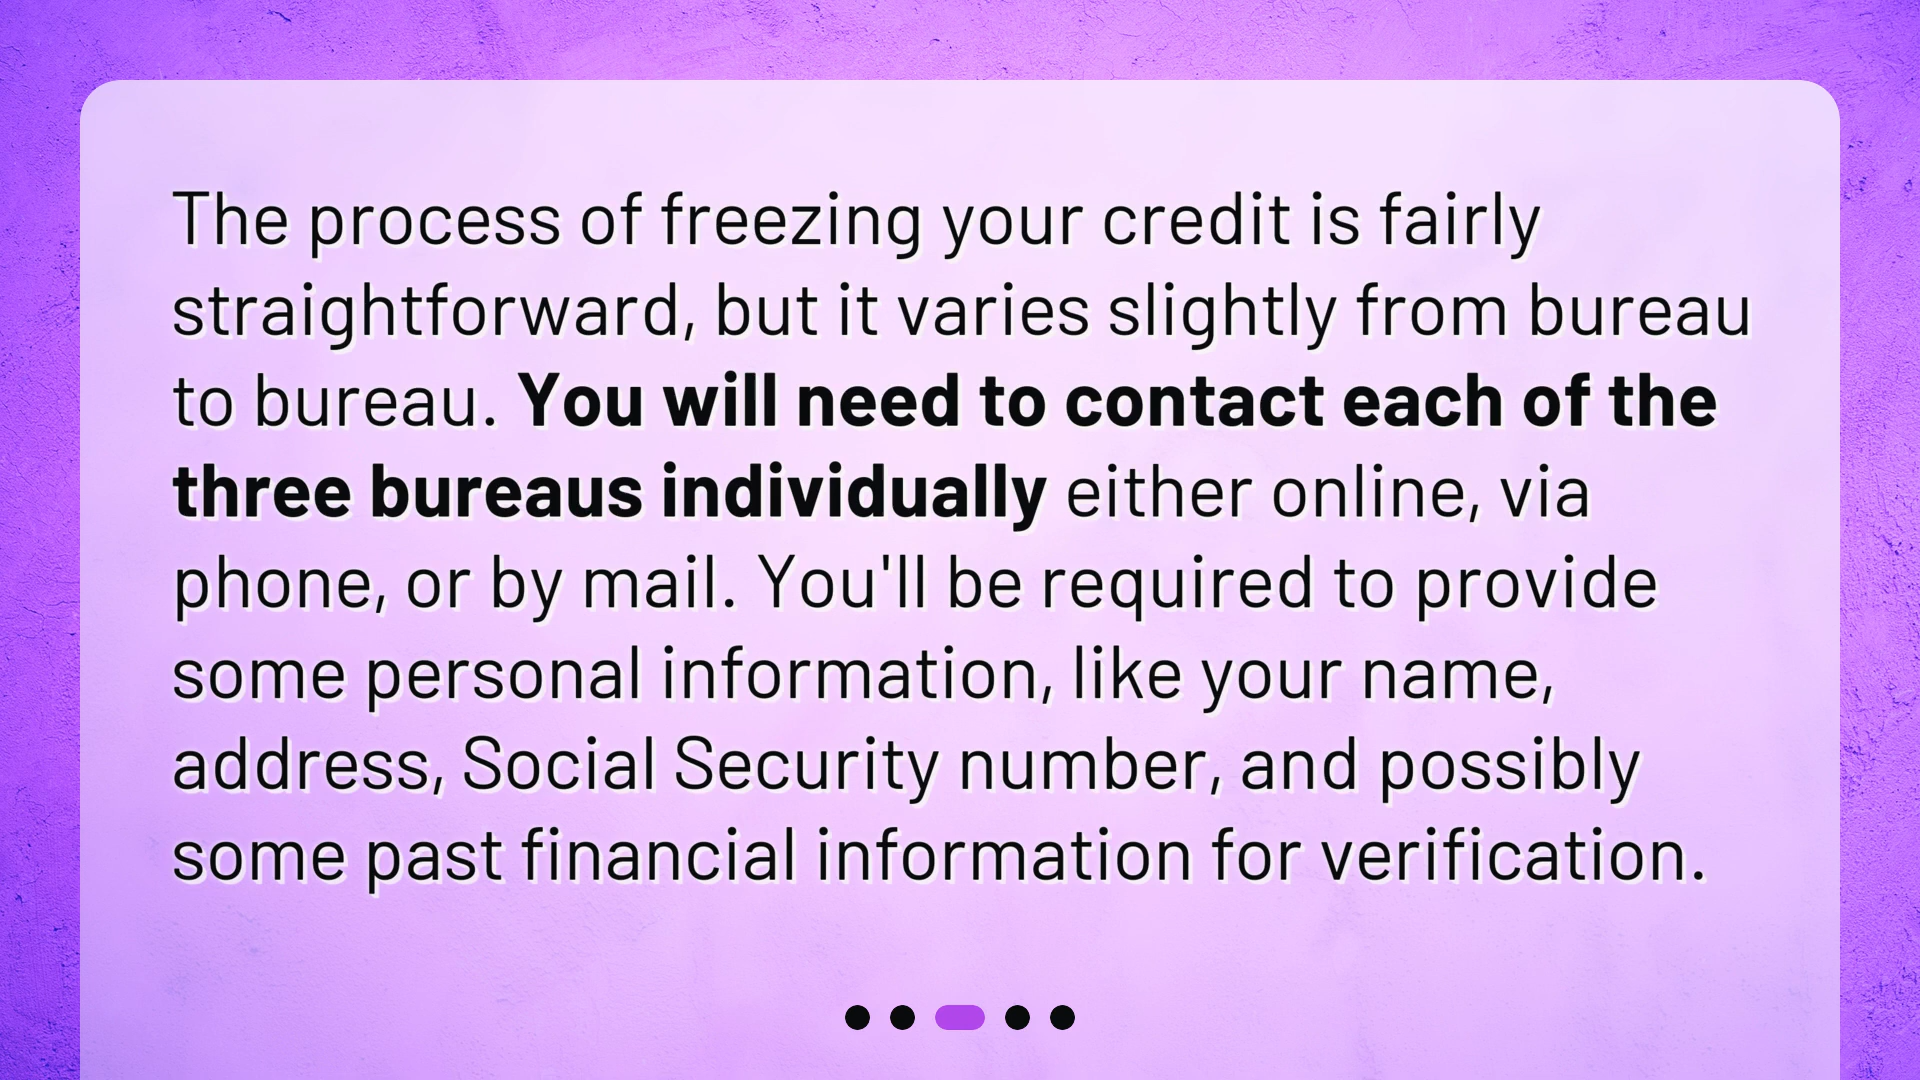 The process of freezing your credit is fairly
straightforward, but it varies slightly from bureau
to bureau. You will need to contact each of the
three bureaus individually either online, via
phone, or by mail. You'll be required to provide
some personal information, like your name,
address, Social Security number, and possibly
some past financial information for verification.